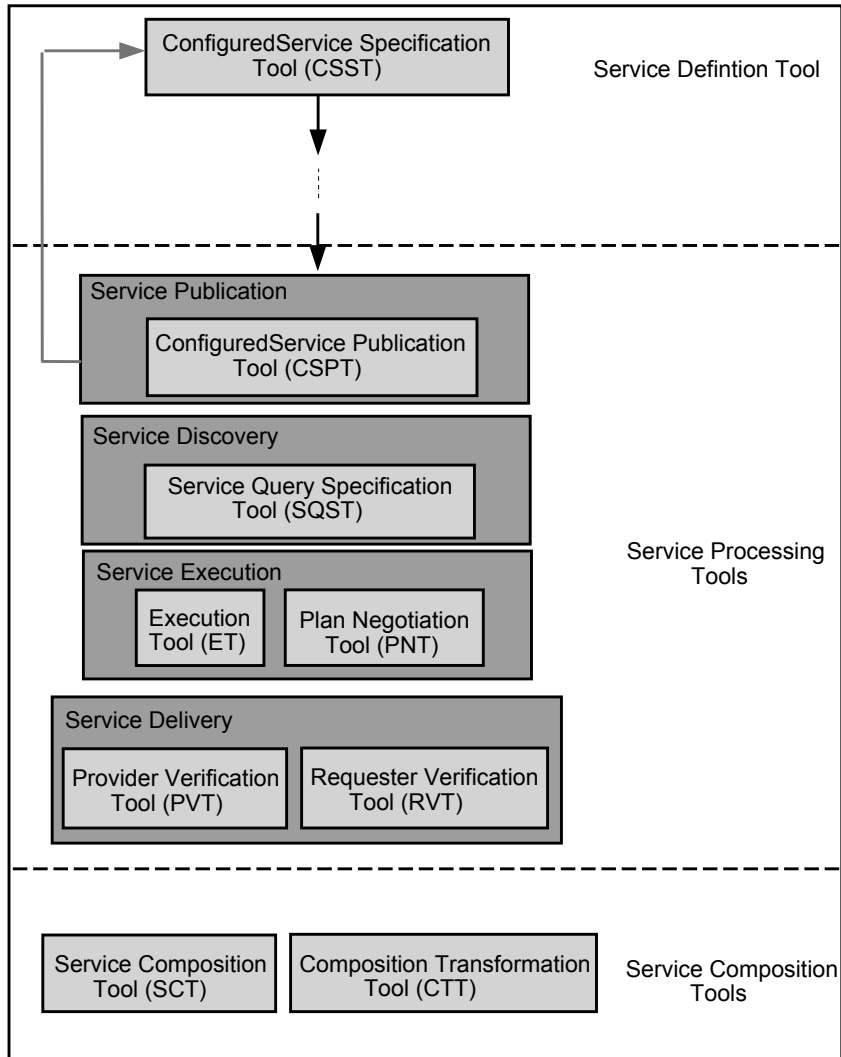 ConfiguredService Specification
Tool (CSST)
Service Defintion Tool
Service Publication
ConfiguredService Publication
Tool (CSPT)
Service Discovery
Service Query Specification
Tool (SQST)
Service Execution
Execution
Tool (ET)
Plan Negotiation
Tool (PNT)
Service Processing
Tools
Service Delivery
Provider Verification
Tool (PVT)
Requester Verification
Tool (RVT)
Service Composition
Tool (SCT)
Composition Transformation
Tool (CTT)
Service Composition
Tools